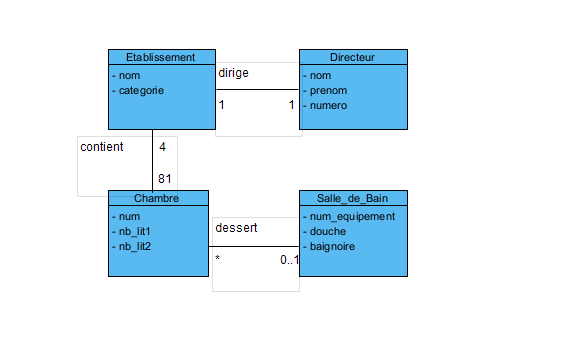 Etablissement
- nom
- categorie
dirige
1 1
Directeur
- nom
- prenom
- numero
contient
4
81
Chambre
- num
- nb_lit1
- nb_lit2
dessert
* 0..1
Salle_de_Bain
- num_equipement
- douche
- baignoire